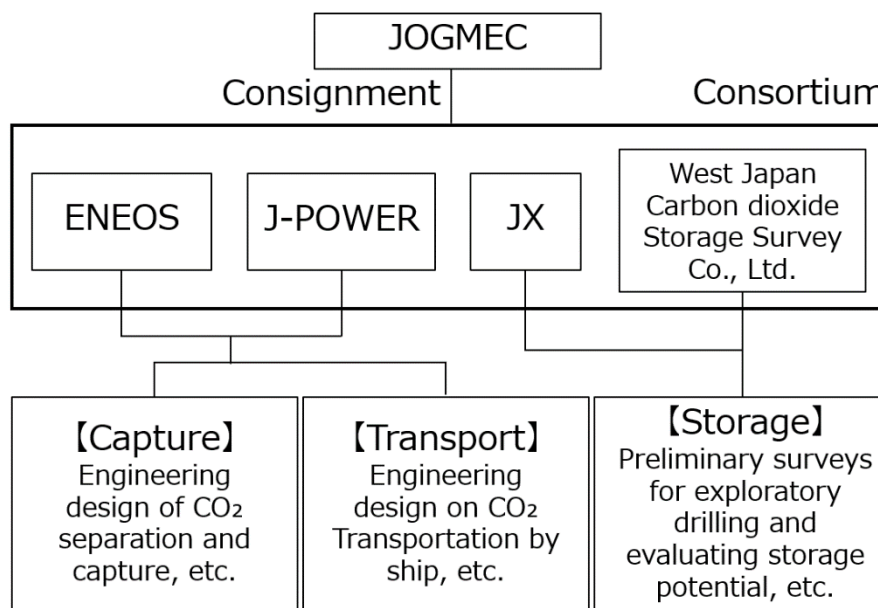 JOGMEC
Consignment
Consortium
ENEOS
J-POWER
JX
West Japan
Carbon dioxide
Storage Survey
Co., Ltd.
【Capture】
Engineering
design of CO₂
separation and
capture, etc.
【Transport】
Engineering
design on CO₂
Transportation by
ship, etc.
【Storage】
Preliminary surveys
for exploratory
drilling and
evaluating storage
potential, etc.